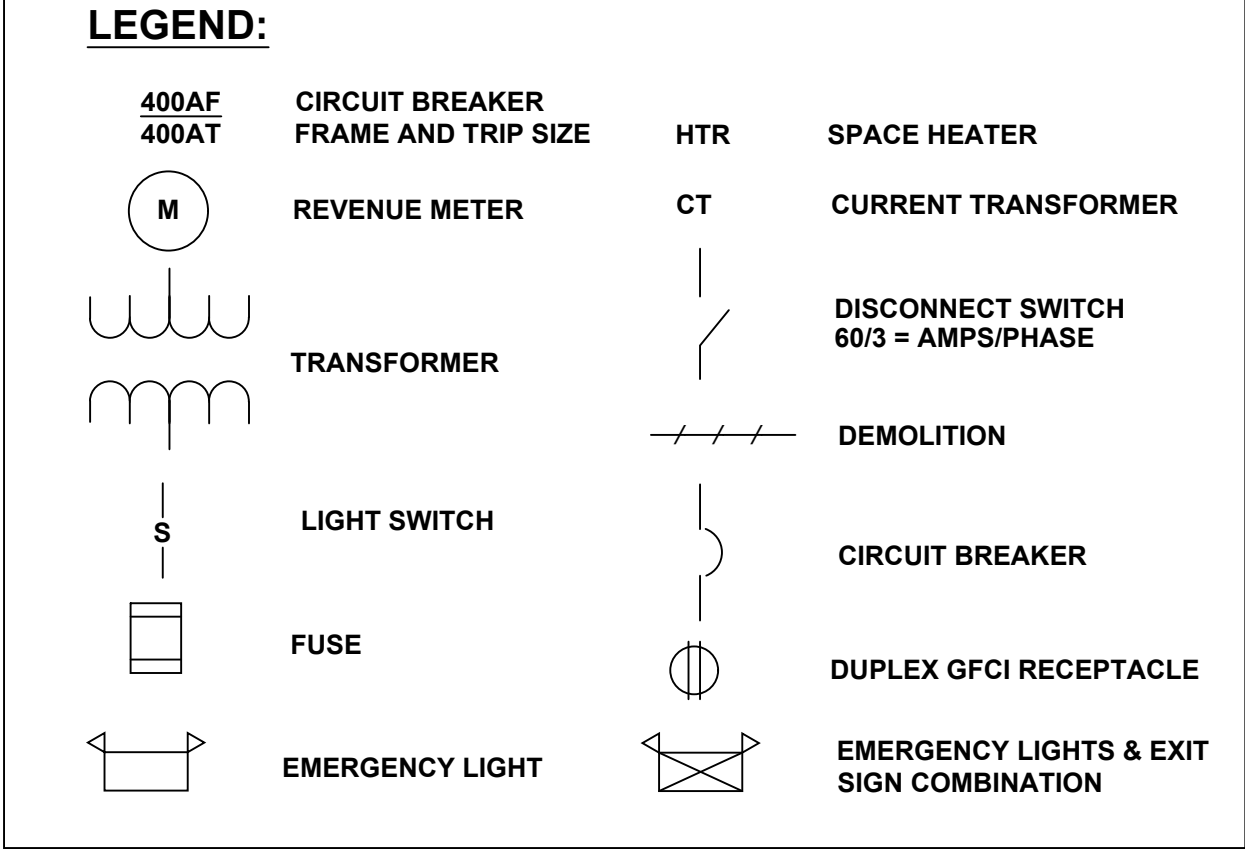 LEGEND:
400AF CIRCUIT BREAKER
400AT FRAME AND TRIP SIZE
M REVENUE METER
TRANSFORMER
S LIGHT SWITCH
FUSE
EMERGENCY LIGHT
HTR SPACE HEATER
CT CURRENT TRANSFORMER
DISCONNECT SWITCH
60/3 = AMPS/PHASE
DEMOLITION
CIRCUIT BREAKER
DUPLEX GFCI RECEPTACLE
EMERGENCY LIGHTS & EXIT
SIGN COMBINATION